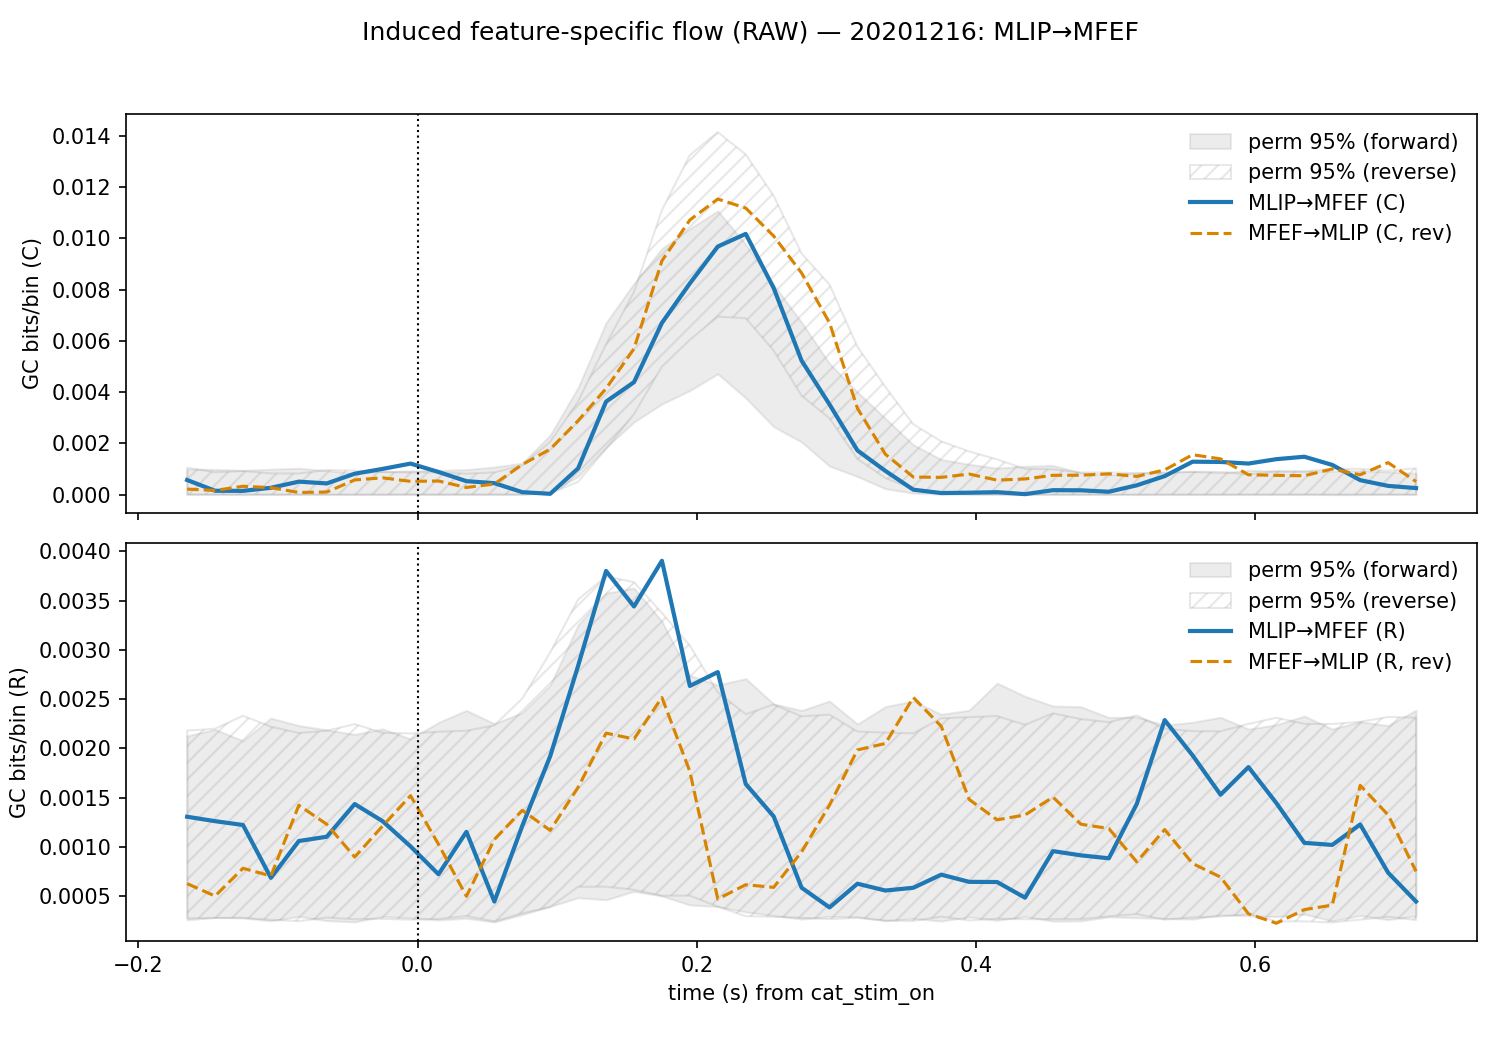 Induced feature-specific flow (RAW) — 20201216: MLIP→MFEF
GC bits/bin (C)
0.014
0.012
0.010
0.008
0.006
0.004
0.002
0.000
perm 95% (forward)
perm 95% (reverse)
MLIP→MFEF (C)
MFEF→MLIP (C, rev)
GC bits/bin (R)
0.0040
0.0035
0.0030
0.0025
0.0020
0.0015
0.0010
0.0005
perm 95% (forward)
perm 95% (reverse)
MLIP→MFEF (R)
MFEF→MLIP (R, rev)
−0.2 0.0 0.2 0.4 0.6
time (s) from cat_stim_on